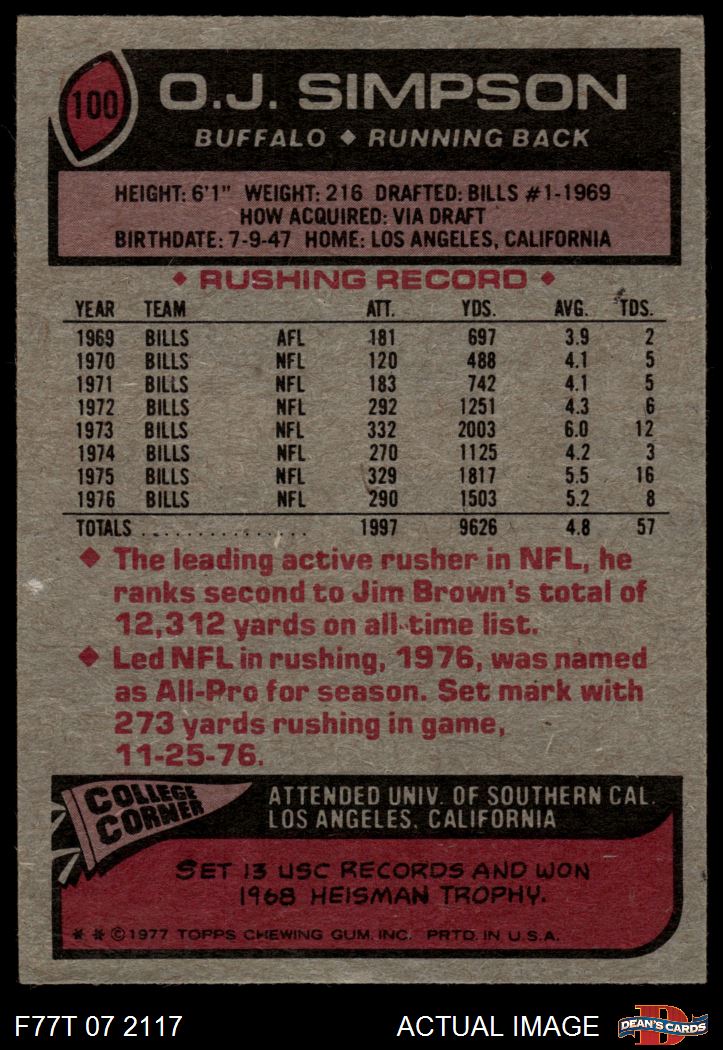 100
O.J. SIMPSON
BUFFALO ◆ RUNNING BACK
HEIGHT: 6'1" WEIGHT: 216 DRAFTED: BILLS #1-1969
HOW ACQUIRED: VIA DRAFT
BIRTHDATE: 7-9-47 HOME: LOS ANGELES, CALIFORNIA
◆ RUSHING RECORD ◆
YEAR TEAM ATT. YDS. AVG. TDS.
1969 BILLS AFL 181 697 3.9 2
1970 BILLS NFL 120 488 4.1 5
1971 BILLS NFL 183 742 4.1 5
1972 BILLS NFL 292 1251 4.3 6
1973 BILLS NFL 332 2003 6.0 12
1974 BILLS NFL 270 1125 4.2 3
1975 BILLS NFL 329 1817 5.5 16
1976 BILLS NFL 290 1503 5.2 8
TOTALS . . . . . . . . . . . . . . . 1997 9626 4.8 57
◆ The leading active rusher in NFL, he
ranks second to Jim Brown's total of
12,312 yards on all-time list.
◆ Led NFL in rushing, 1976, was named
as All-Pro for season. Set mark with
273 yards rushing in game,
11-25-76.
COLLEGE
CORNER
ATTENDED UNIV. OF SOUTHERN CAL.
LOS ANGELES, CALIFORNIA
SET 13 USC RECORDS AND WON
1968 HEISMAN TROPHY.
* * © 1977 TOPPS CHEWING GUM, INC. PRTD. IN U.S.A.
F77T 07 2117
ACTUAL IMAGE
D
DEAN'S CARDS